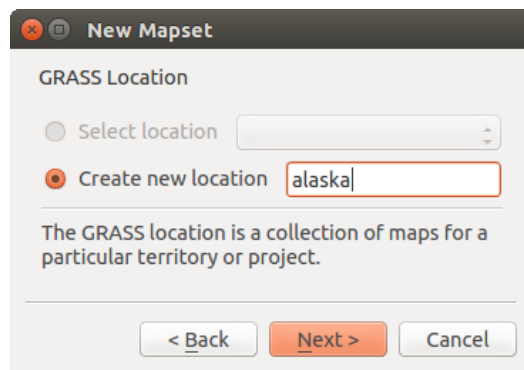 New Mapset
GRASS Location
Select location
Create new location alaska
The GRASS location is a collection of maps for a
particular territory or project.
< Back Next > Cancel